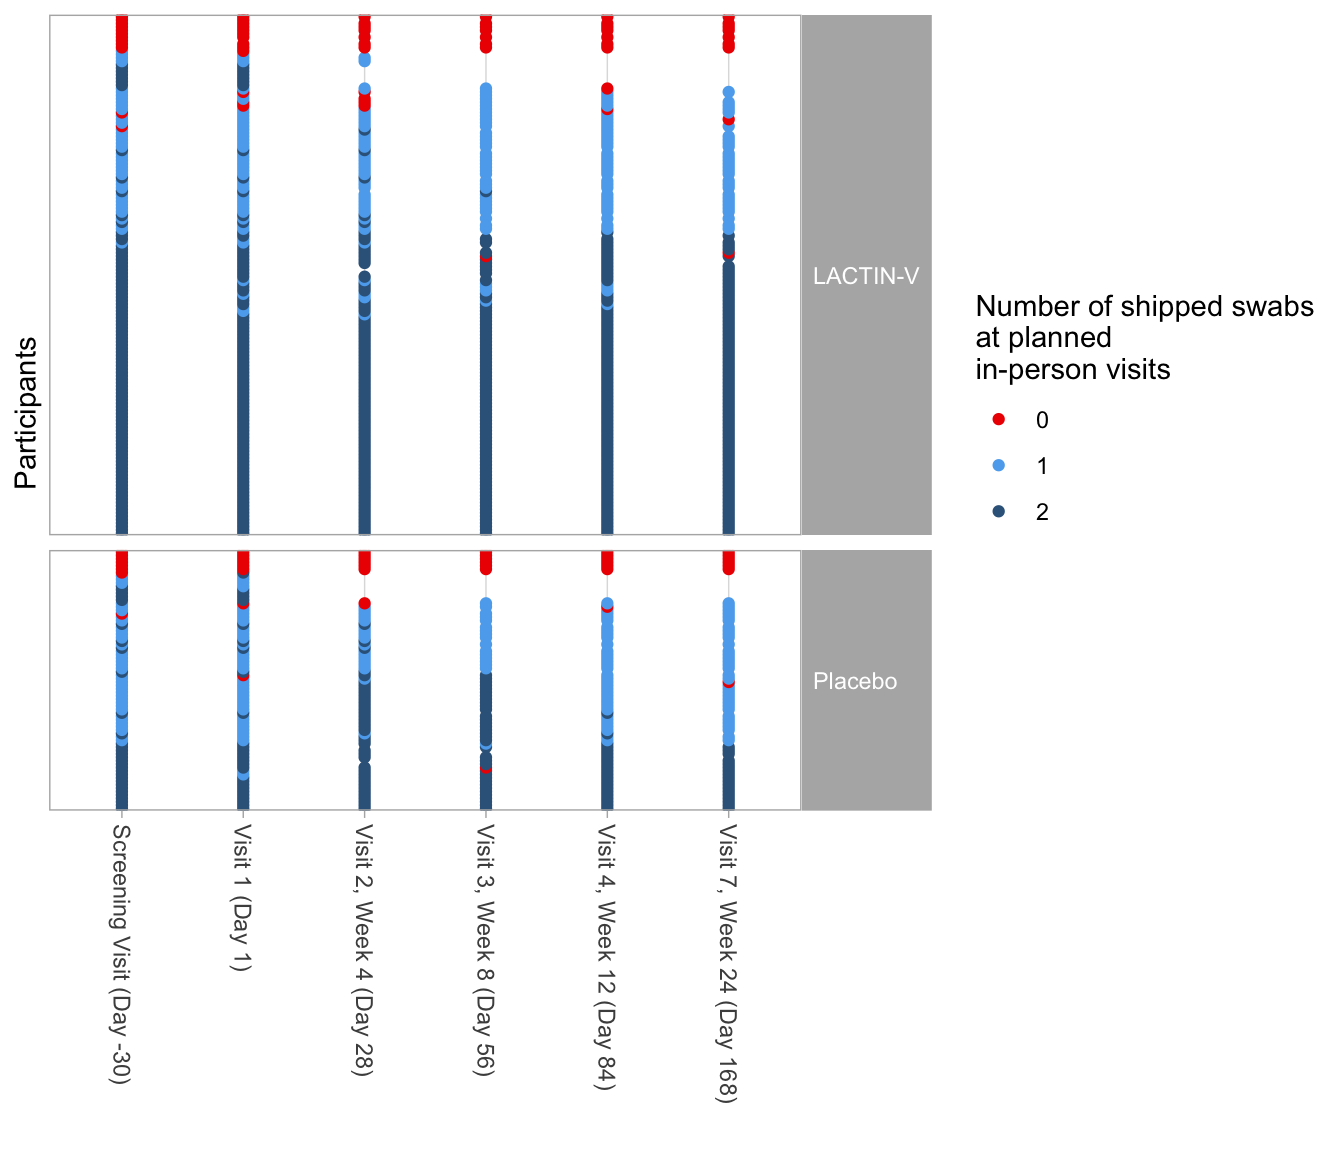 Participants
LACTIN-V
Placebo
Number of shipped swabs
at planned
in-person visits
0
1
2
Screening Visit (Day -30)
Visit 1 (Day 1)
Visit 2, Week 4 (Day 28)
Visit 3, Week 8 (Day 56)
Visit 4, Week 12 (Day 84)
Visit 7, Week 24 (Day 168)